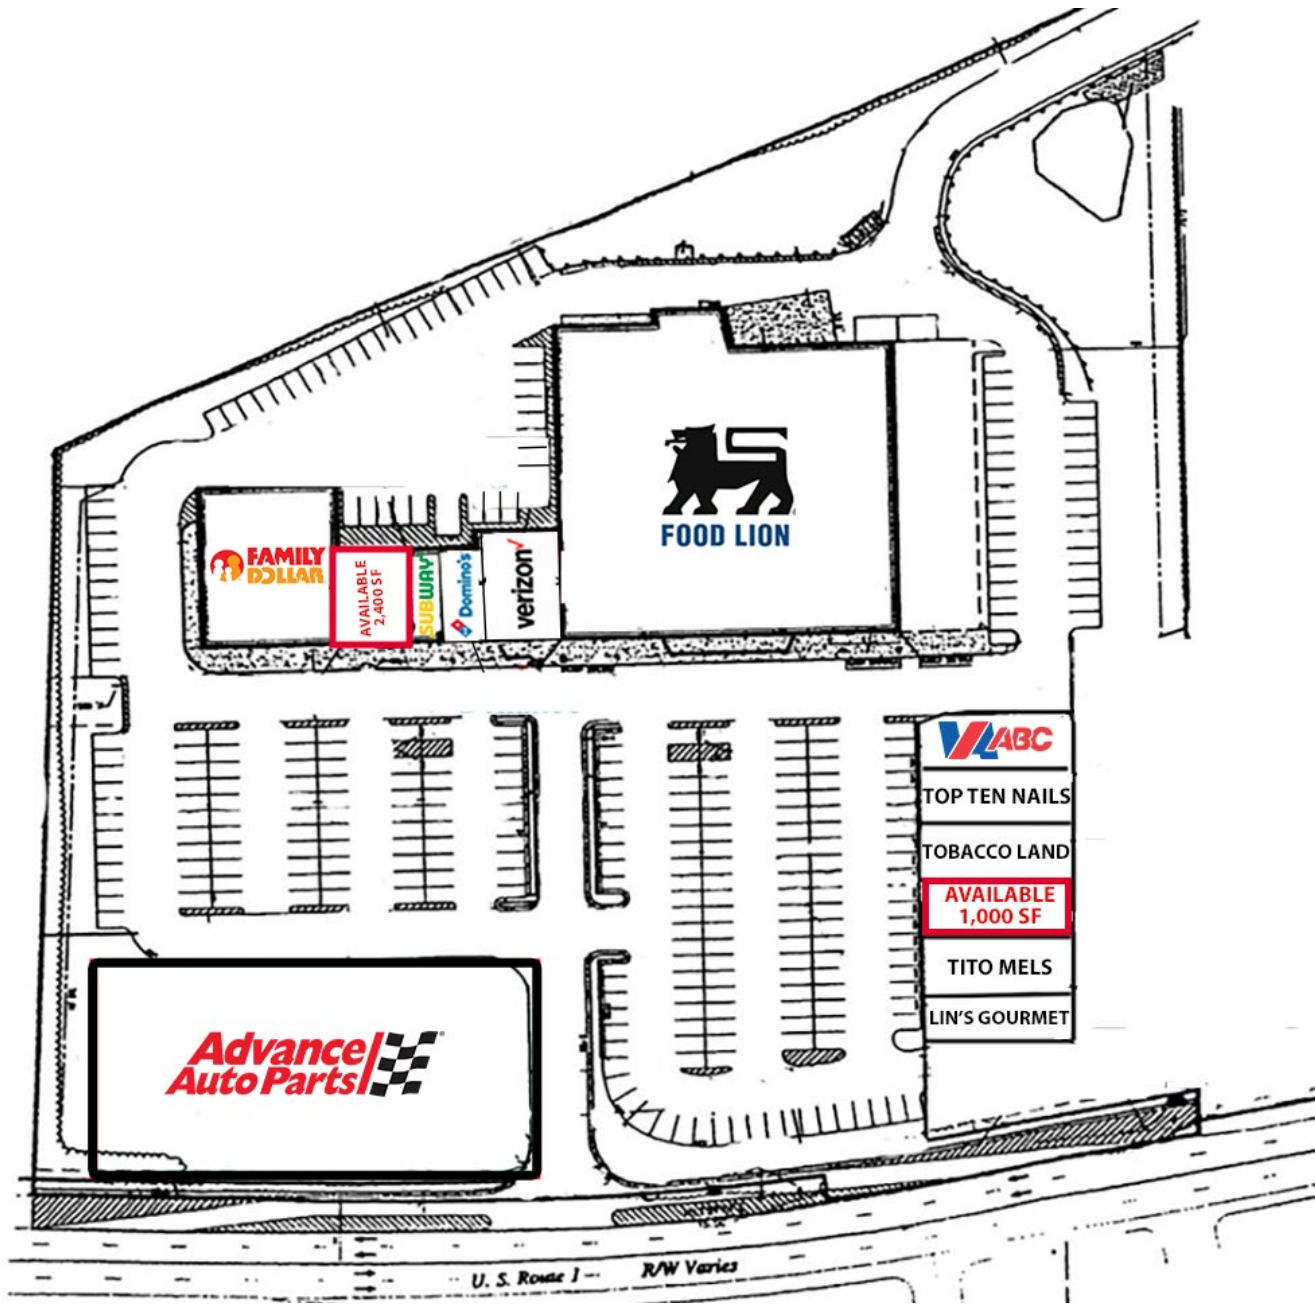 FOOD LION
FAMILY
DOLLAR
AVAILABLE
2,400 SF
SUBWAY
Domino's
verizon
ABC
TOP TEN NAILS
TOBACCO LAND
AVAILABLE
1,000 SF
TITO MELS
LIN'S GOURMET
Advance
Auto Parts
U. S. Route 1
R/W Varies